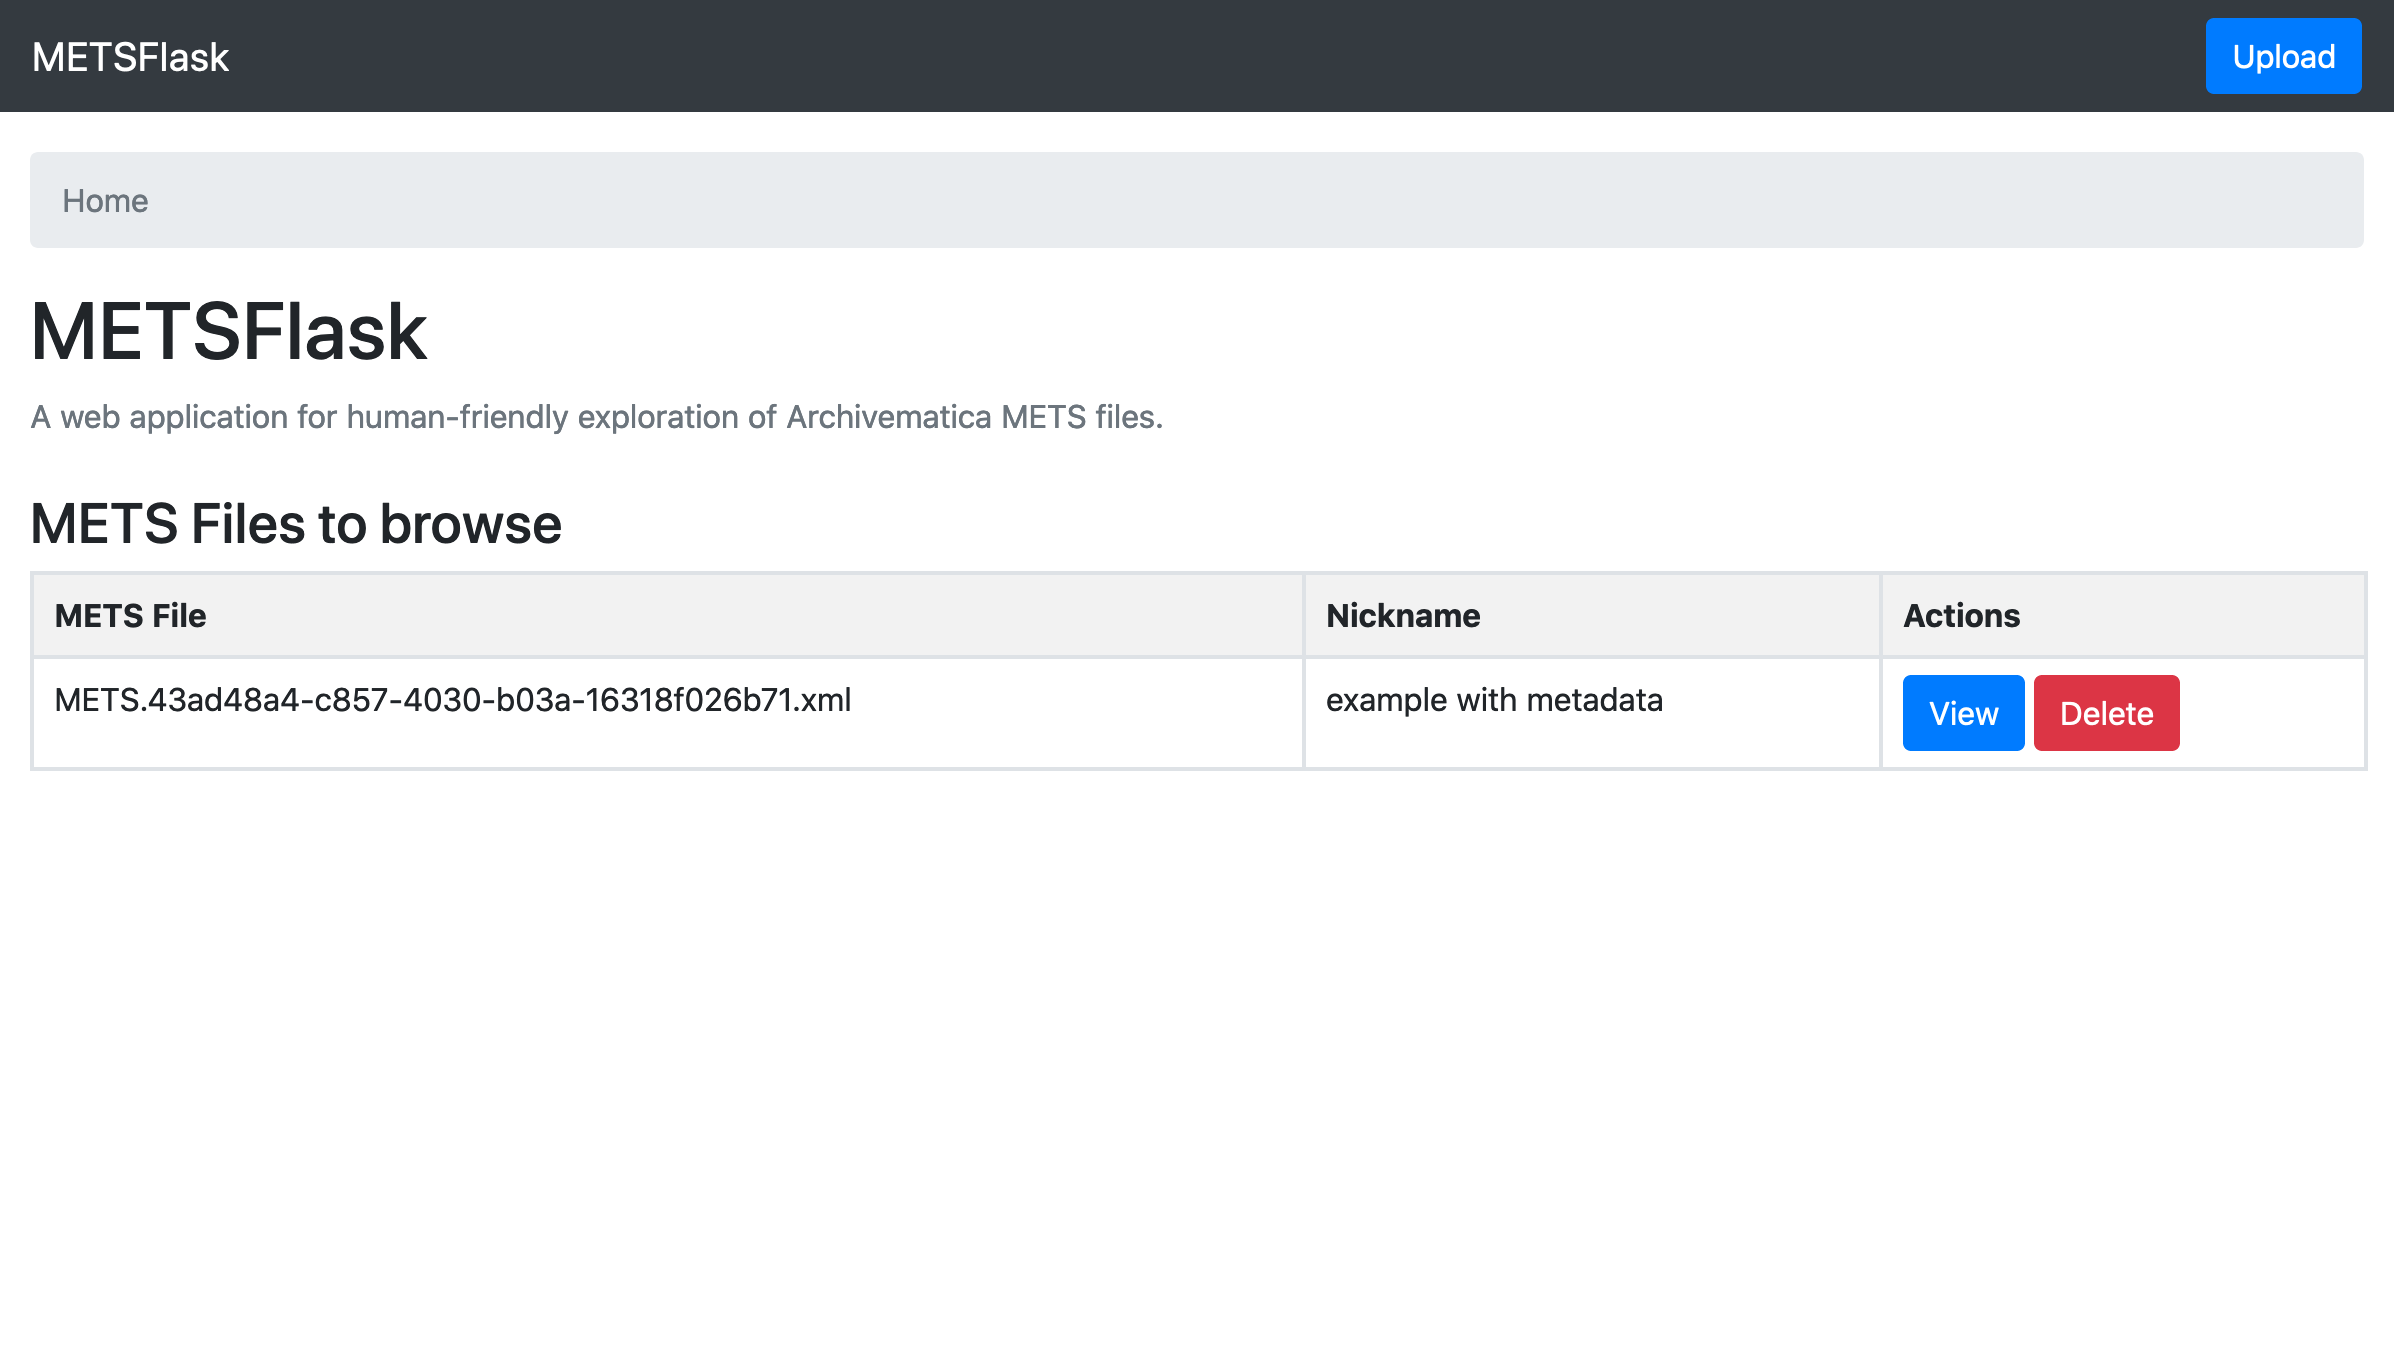 METSFlask Upload
Home
METSFlask
A web application for human-friendly exploration of Archivematica METS files.
METS Files to browse
METS File Nickname Actions
METS.43ad48a4-c857-4030-b03a-16318f026b71.xml example with metadata View Delete